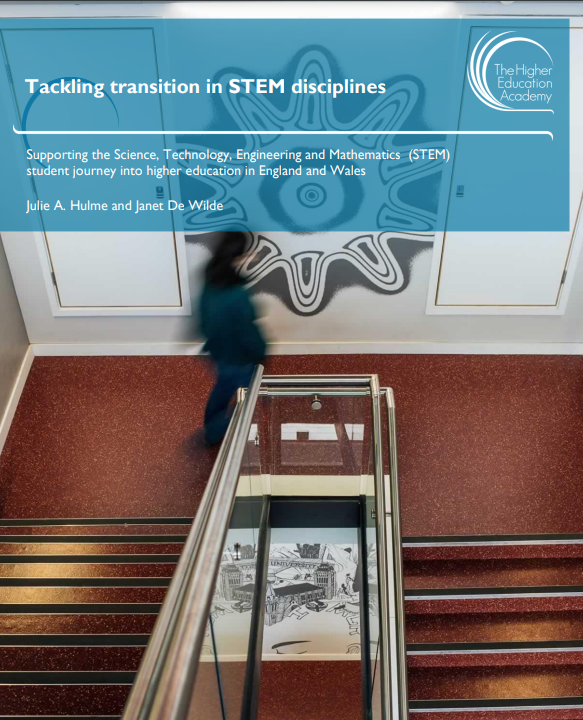 Tackling transition in STEM disciplines
The Higher
Education
Academy
Supporting the Science, Technology, Engineering and Mathematics (STEM)
student journey into higher education in England and Wales
Julie A. Hulme and Janet De Wilde